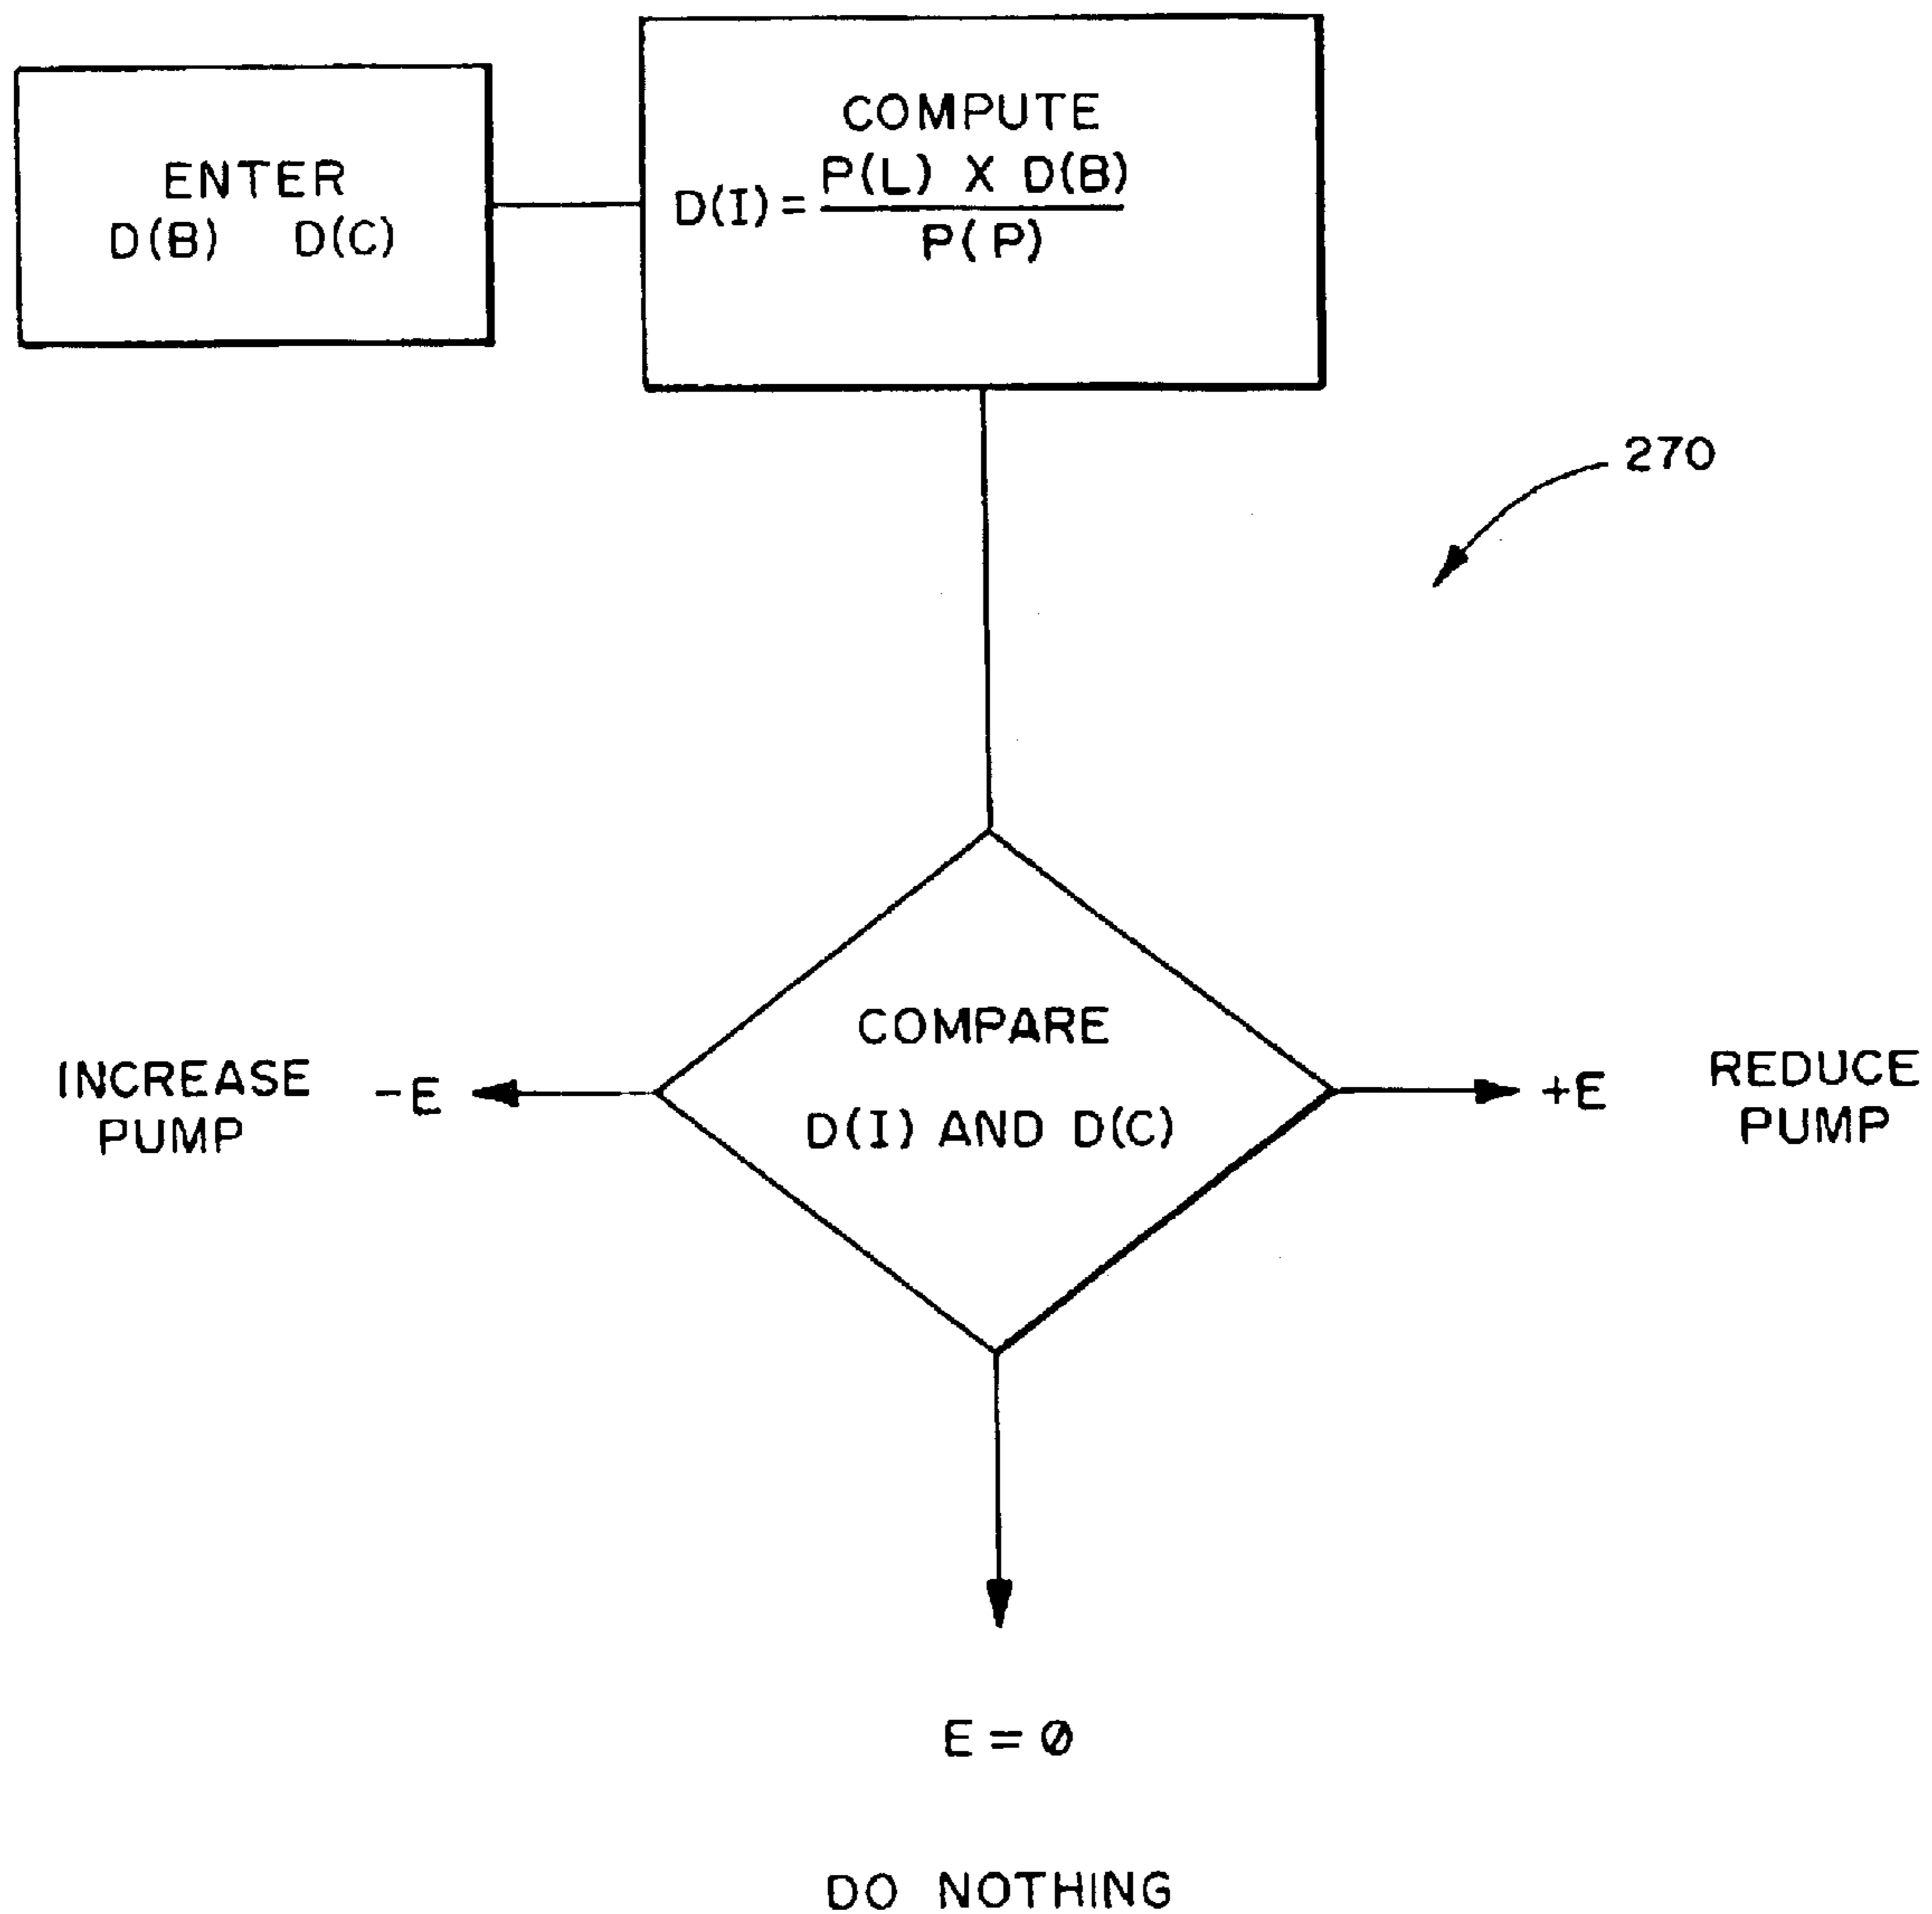 ENTER
D(B) D(C)
COMPUTE
P(L) X D(B)
D(I) =
P(P)
270
COMPARE
D(I) AND D(C)
INCREASE
PUMP
-E
+E
REDUCE
PUMP
E = Ø
DO NOTHING